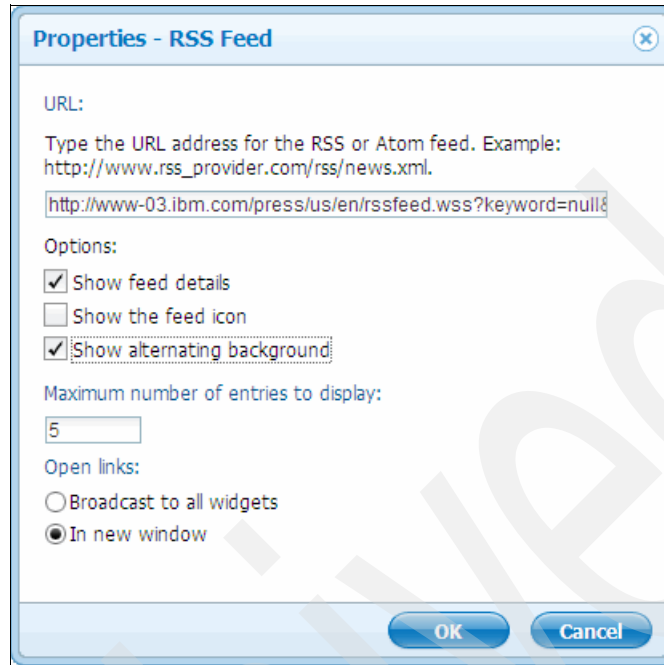 Properties - RSS Feed
URL:
Type the URL address for the RSS or Atom feed. Example:
http://www.rss_provider.com/rss/news.xml.
http://www-03.ibm.com/press/us/en/rssfeed.wss?keyword=null&
Options:
Show feed details
Show the feed icon
Show alternating background
Maximum number of entries to display:
5
Open links:
Broadcast to all widgets
In new window
OK Cancel